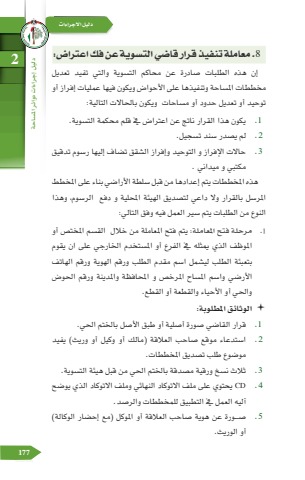 دليل الاجراءات
2
دليل اجراءات دوائر المساحة
8. معاملة تنفيذ قرار قاضي التسوية عن فك اعتراض:
إن هذه الطلبات صادرة عن محاكم التسوية والتي تفيد تعديل
مخططات المساحة وتنفيذها على الأحواض ويكون فيها عمليات إفراز أو
توحيد أو تعديل حدود أو مساحات ويكون بالحالات التالية:
1. يكون هذا القرار ناتج عن اعتراض في قلم محكمة التسوية.
2. لم يصدر سند تسجيل.
3. حالات الإفراز و التوحيد وإفراز الشقق تضاف إليها رسوم تدقيق
مكتبي و ميداني .
هذه المخططات يتم إعدادها من قبل سلطة الأراضي بناء على المخطط
المرسل بالقرار ولا داعي لتصديق الهيئة المحلية و دفع الرسوم، وهذا
النوع من الطلبات يتم سير العمل فيه وفق التالي:
أ. مرحلة فتح المعاملة: يتم فتح المعاملة من خلال القسم المختص أو
الموظف الذي يمثله في الفرع أو المستخدم الخارجي على ان يقوم
بتعبئة الطلب ليشمل اسم مقدم الطلب ورقم الهوية ورقم الهاتف
الأرضي واسم المساح المرخص و المحافظة والمدينة ورقم الحوض
والحي أو الأحياء والقطعة أو القطع.
الوثائق المطلوبة:
1. قرار القاضي صورة أصلية أو طبق الأصل بالختم الحي.
2. استدعاء موقع صاحب العلاقة (مالك أو وكيل أو وريث) يفيد
موضوع طلب تصديق المخططات.
3. ثلاث نسخ ورقية مصدقة بالختم الحي من قبل هيئة التسوية.
4. CD يحتوي على ملف الاتوكاد النهائي وملف الاتوكاد الذي يوضح
آليه العمل في التطبيق للمخططات والرصد.
5. صورة عن هوية صاحب العلاقة أو الموكل (مع إحضار الوكالة)
أو الوريث.
177